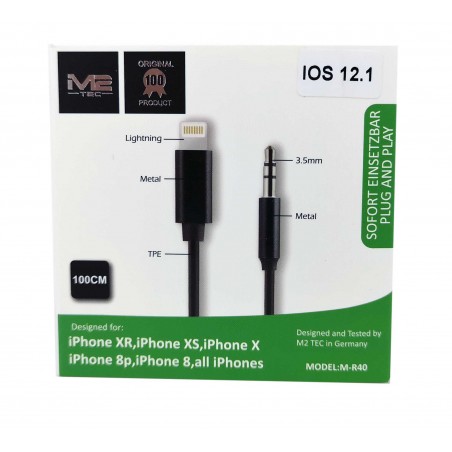 M2
TEC
ORIGINAL
100
PRODUCT
IOS 12.1
Lightning
Metal
TPE
3.5mm
Metal
SOFORT EINSETZBAR
PLUG AND PLAY
100CM
Designed for:
iPhone XR,iPhone XS,iPhone X
iPhone 8p,iPhone 8,all iPhones
Designed and Tested by
M2 TEC in Germany
MODEL:M-R40